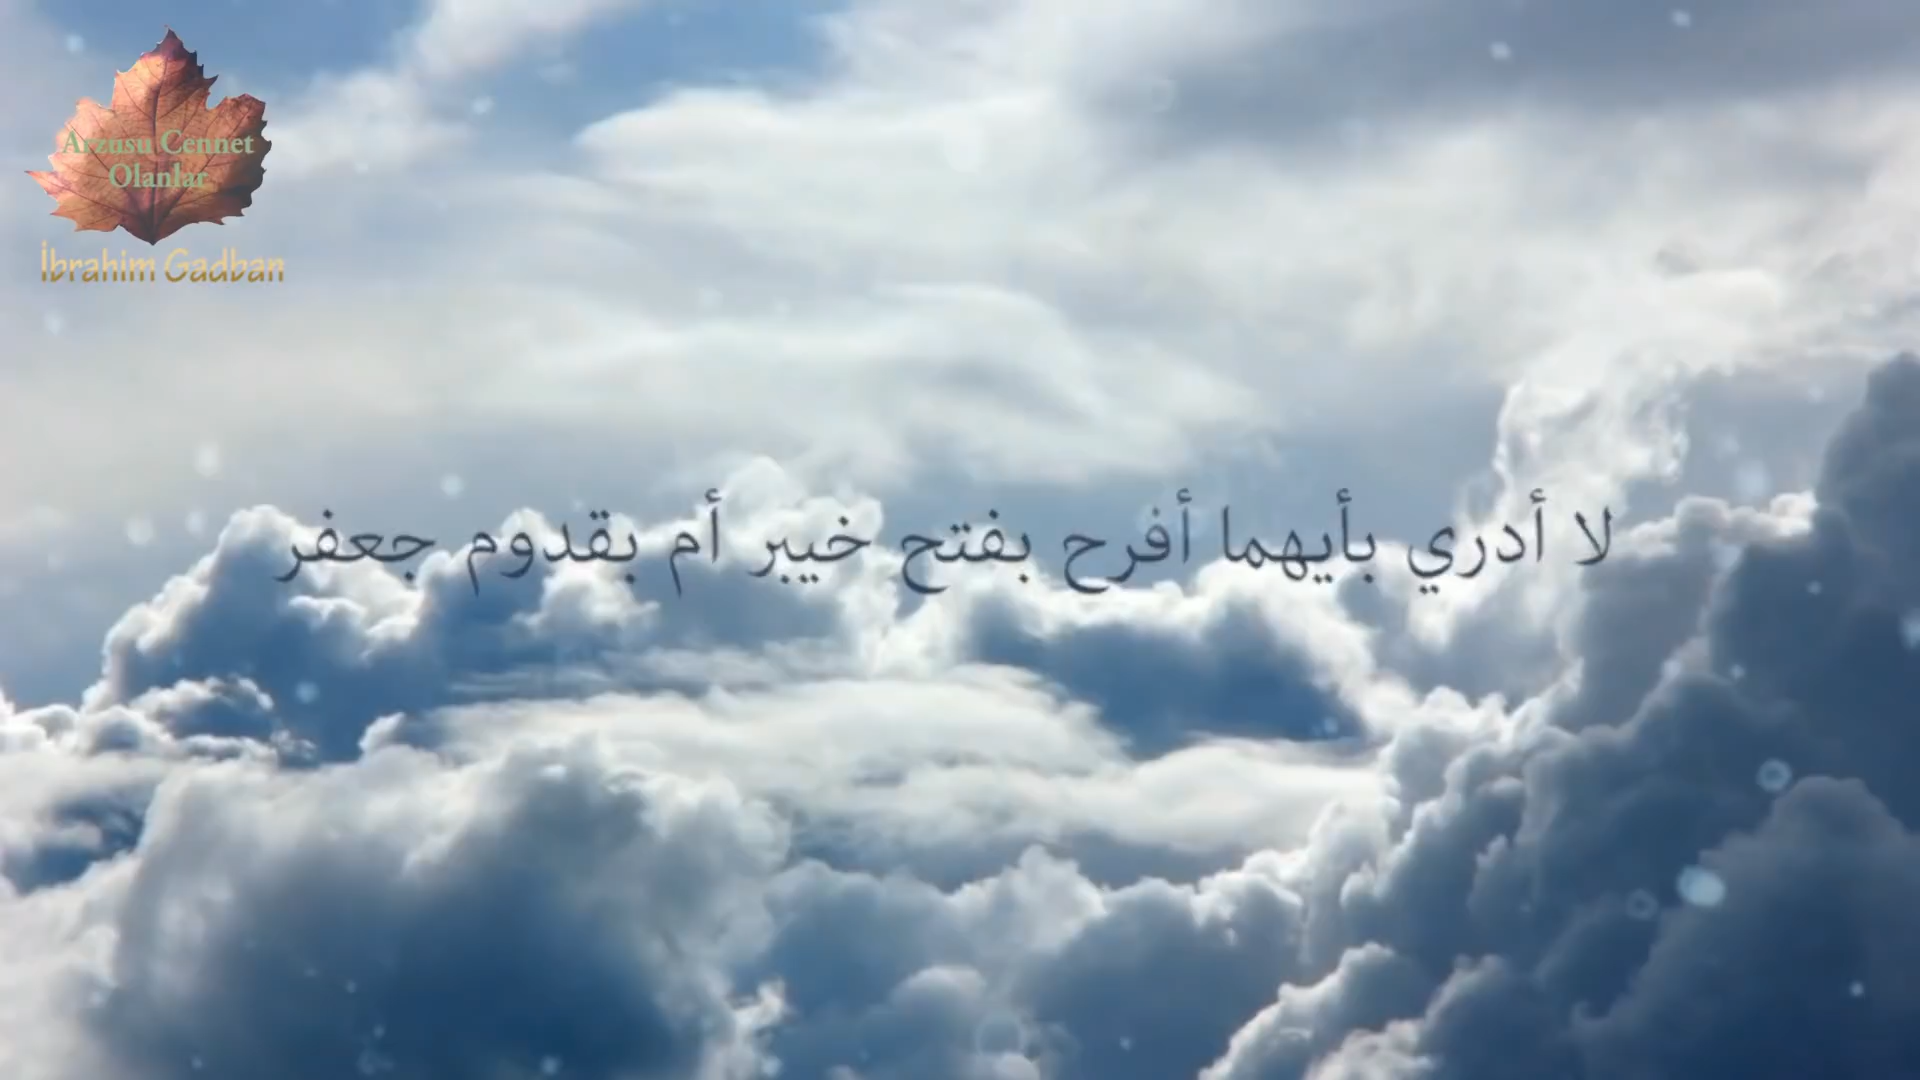 Arzusu Cennet
Olanlar
İbrahim Gadban
لا أدري بأيهما أفرح بفتح خيبر أم بقدوم جعفر